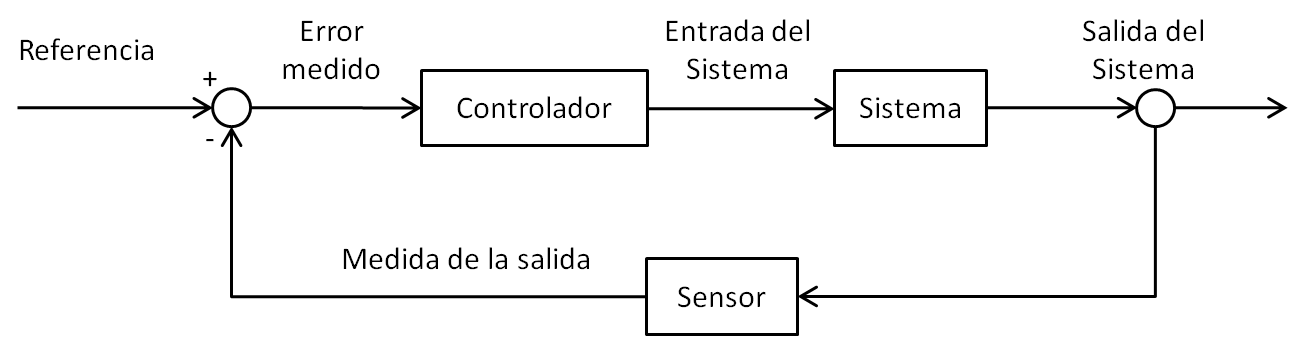 Referencia
Error
medido
Entrada del
Sistema
Salida del
Sistema
+
-
Controlador
Sistema
Medida de la salida
Sensor